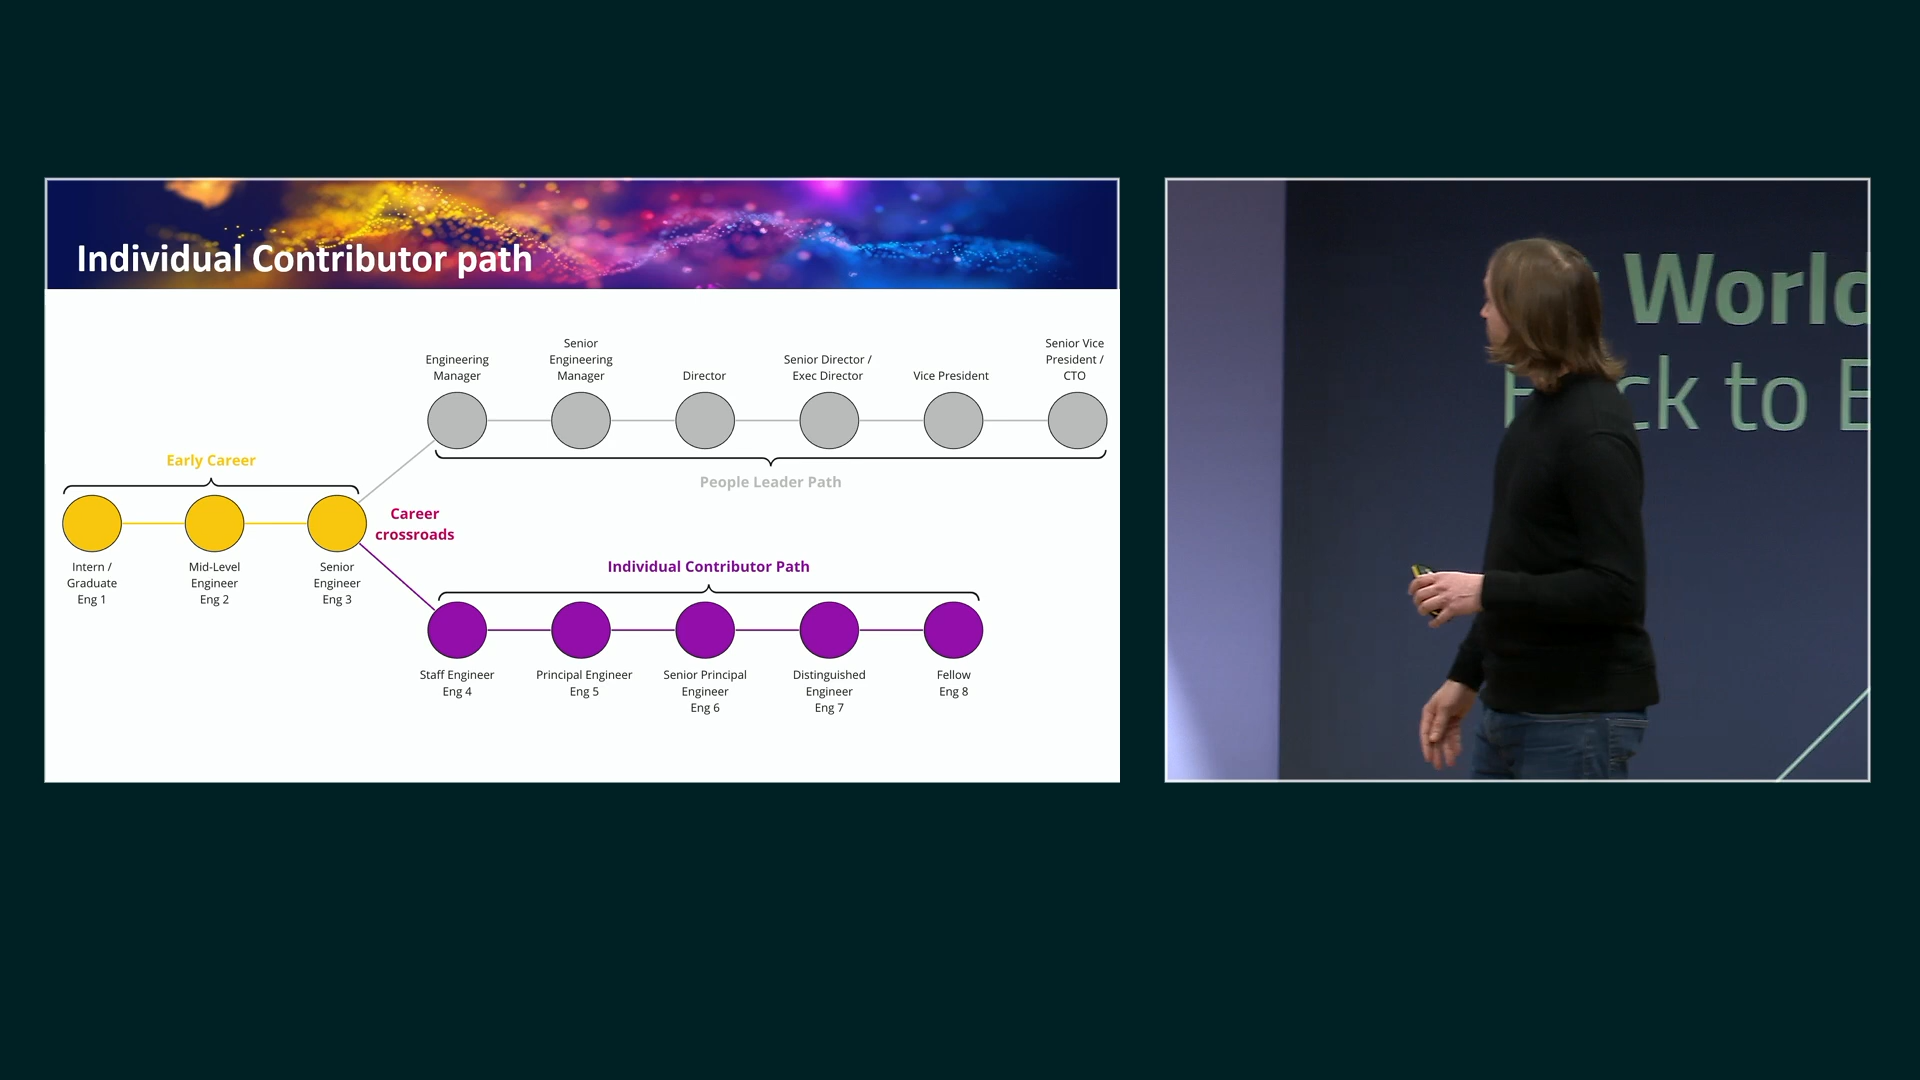 Individual Contributor path
Engineering
Manager
Senior
Engineering
Manager
Director
Senior Director /
Exec Director
Vice President
Senior Vice
President /
CTO
People Leader Path
Early Career
Intern /
Graduate
Eng 1
Mid-Level
Engineer
Eng 2
Senior
Engineer
Eng 3
Career
crossroads
Individual Contributor Path
Staff Engineer
Eng 4
Principal Engineer
Eng 5
Senior Principal
Engineer
Eng 6
Distinguished
Engineer
Eng 7
Fellow
Eng 8
World
ck to